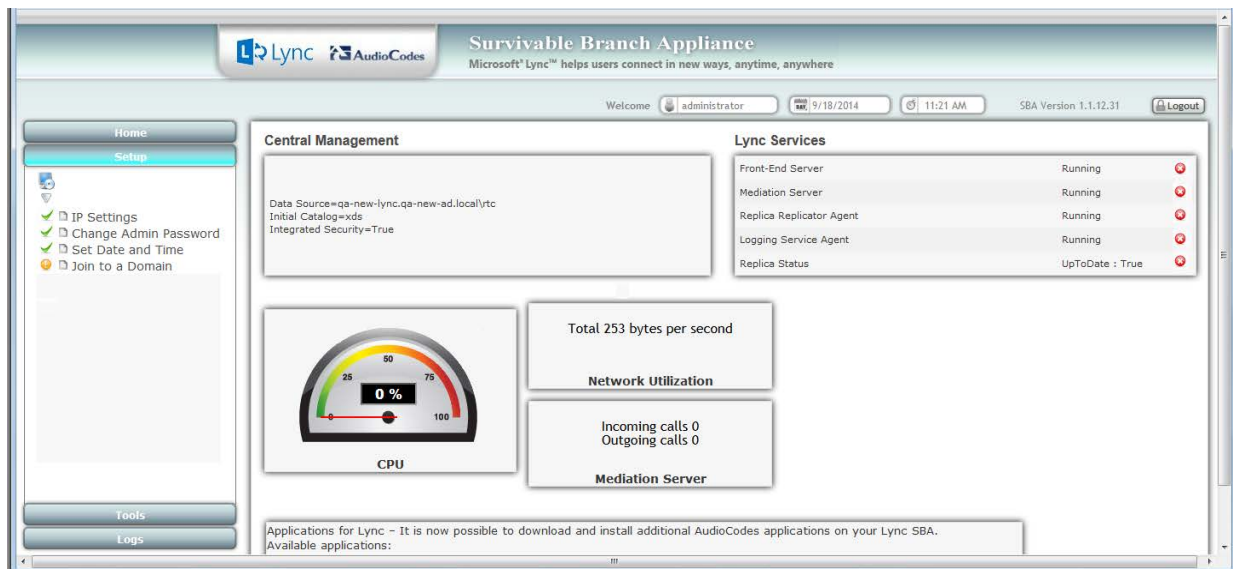 Lync AudioCodes
Survivable Branch Appliance
Microsoft® Lync™ helps users connect in new ways, anytime, anywhere
Welcome administrator 9/18/2014 11:21 AM SBA Version 1.1.12.31 Logout
Home
Setup
IP Settings
Change Admin Password
Set Date and Time
Join to a Domain
Tools
Logs
Central Management
Data Source=qa-new-lync.qa-new-ad.local\rtc
Initial Catalog=xds
Integrated Security=True
Lync Services
Front-End Server Running
Mediation Server Running
Replica Replicator Agent Running
Logging Service Agent Running
Replica Status UpToDate : True
0 25 50 75 100
0 %
CPU
Total 253 bytes per second
Network Utilization
Incoming calls 0
Outgoing calls 0
Mediation Server
Applications for Lync – It is now possible to download and install additional AudioCodes applications on your Lync SBA.
Available applications: